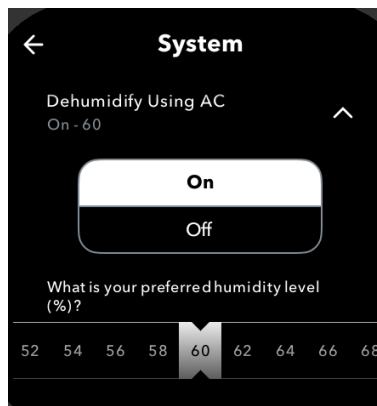 System
Dehumidify Using AC
On - 60
On
Off
What is your preferred humidity level
(%)?
52 54 56 58 60 62 64 66 68